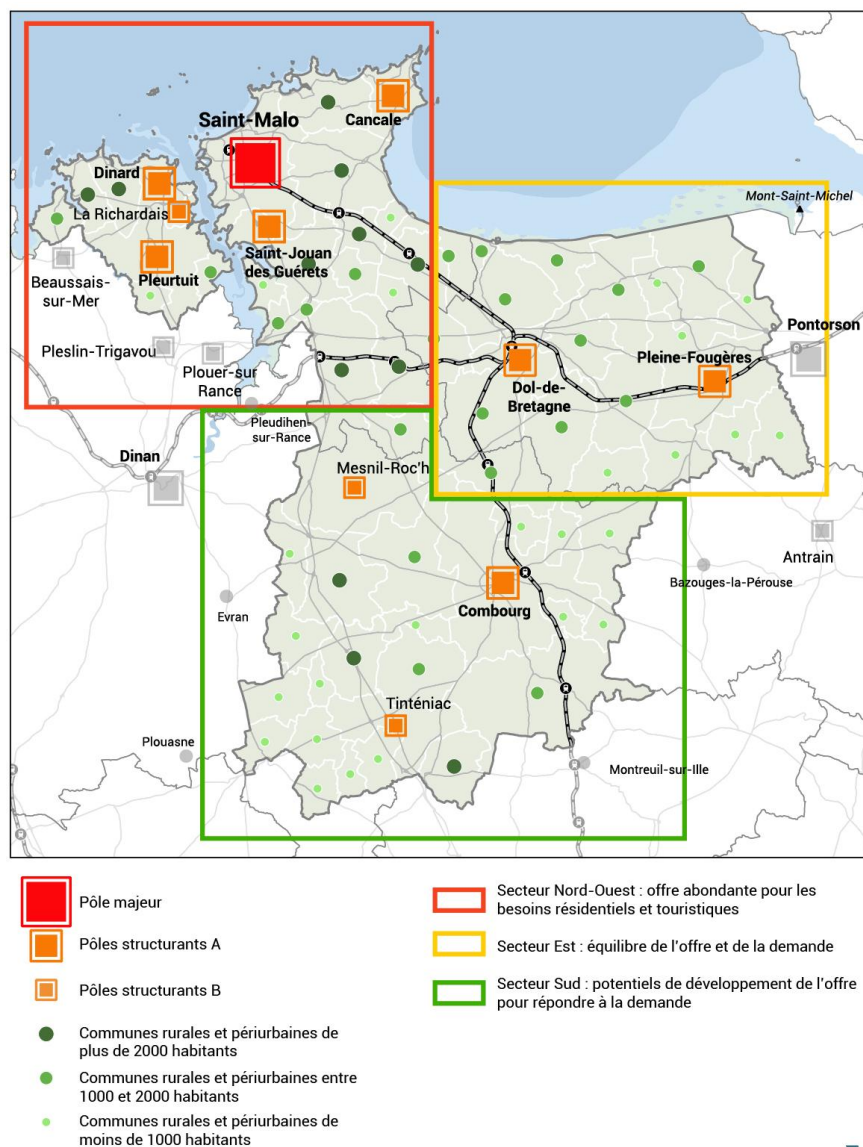 Cancale
Saint-Malo
Dinard
Mont-Saint-Michel
La Richardais
Saint-Jouan
des Guérets
Pleurtuit
Beaussais-
sur-Mer
Pontorson
Pleslin-Trigavou
Pleine-Fougères
Plouer-sur
Rance
Dol-de-
Bretagne
Pleudihen-
sur-Rance
Dinan
Mesnil-Roc'h
Antrain
Bazouges-la-Pérouse
Evran
Combourg
Tinténiac
Plouasne
Montreuil-sur-Ille
Pôle majeur
Pôles structurants A
Pôles structurants B
Communes rurales et périurbaines de
plus de 2000 habitants
Communes rurales et périurbaines entre
1000 et 2000 habitants
Communes rurales et périurbaines de
moins de 1000 habitants
Secteur Nord-Ouest : offre abondante pour les
besoins résidentiels et touristiques
Secteur Est : équilibre de l'offre et de la demande
Secteur Sud : potentiels de développement de l'offre
pour répondre à la demande